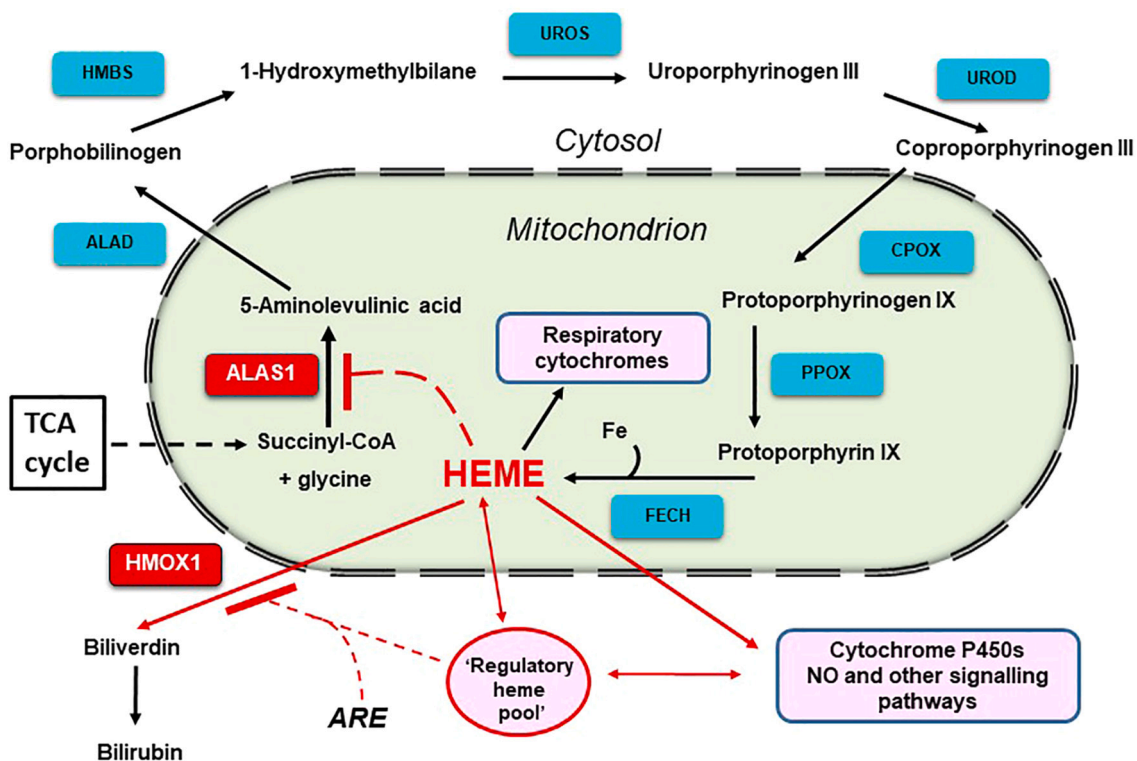 UROS
HMBS
1-Hydroxymethylbilane
Uroporphyrinogen III
UROD
Porphobilinogen
Cytosol
Coproporphyrinogen III
Mitochondrion
ALAD
CPOX
5-Aminolevulinic acid
Protoporphyrinogen IX
Respiratory
cytochromes
ALAS1
PPOX
TCA
cycle
Succinyl-CoA
+ glycine
Fe
Protoporphyrin IX
HEME
FECH
HMOX1
Biliverdin
'Regulatory
heme
pool'
Cytochrome P450s
NO and other signalling
pathways
ARE
Bilirubin